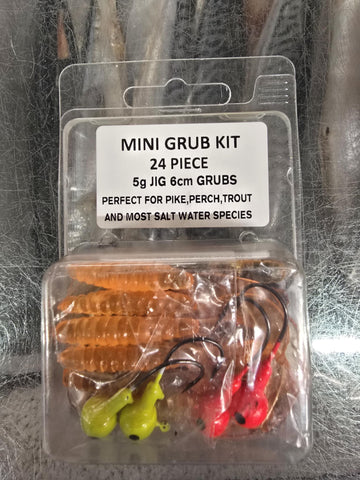 MINI GRUB KIT
24 PIECE
5g JIG 6cm GRUBS
PERFECT FOR PIKE,PERCH,TROUT
AND MOST SALT WATER SPECIES